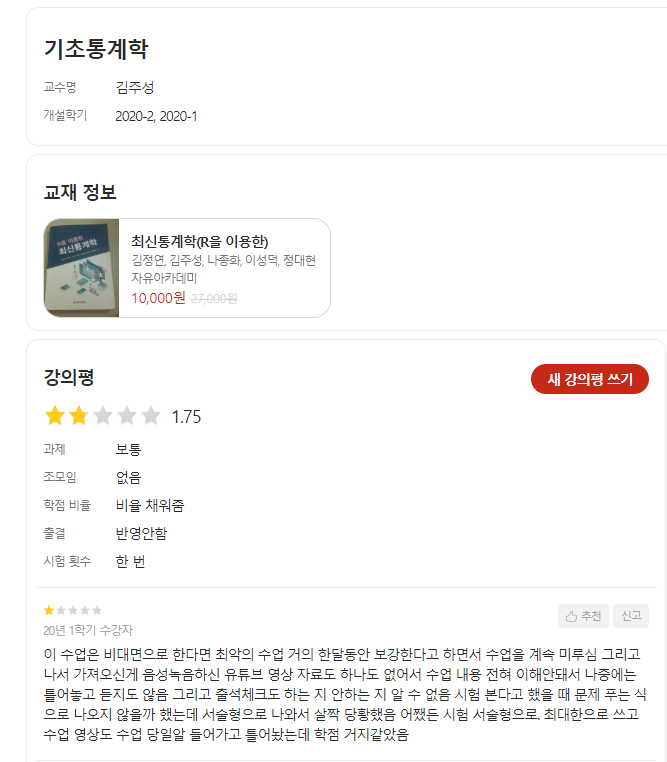 기초통계학
교수명 김주성
개설학기 2020-2, 2020-1
교재 정보
R을 이용한
최신통계학
최신통계학(R을 이용한)
김정연, 김주성, 나종화, 이성덕, 정대현
자유아카데미
10,000원 27,000원
강의평
새 강의평 쓰기
1.75
과제 보통
조모임 없음
학점 비율 비율 채워줌
출결 반영안함
시험 횟수 한 번
추천 신고
20년 1학기 수강자
이 수업은 비대면으로 한다면 최악의 수업 거의 한달동안 보강한다고 하면서 수업을 계속 미루심 그리고
나서 가져오신게 음성녹음하신 유튜브 영상 자료도 하나도 없어서 수업 내용 전혀 이해안돼서 나중에는
틀어놓고 듣지도 않음 그리고 출석체크도 하는 지 안하는 지 알 수 없음 시험 본다고 했을 때 문제 푸는 식
으로 나오지 않을까 했는데 서술형으로 나와서 살짝 당황했음 어쨌든 시험 서술형으로. 최대한으로 쓰고
수업 영상도 수업 당일알 들어가고 틀어놨는데 학점 거지같았음